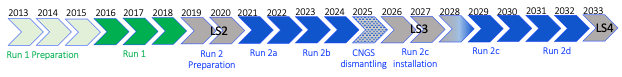 2013 2014 2015 2016 2017 2018 2019 2020 2021 2022 2023 2024 2025 2026 2027 2028 2029 2030 2031 2032 2033
LS2 LS3 LS4
Run 1 Preparation Run 1 Run 2 Run 2a Run 2b CNGS Run 2c Run 2c Run 2d
Preparation dismantling installation